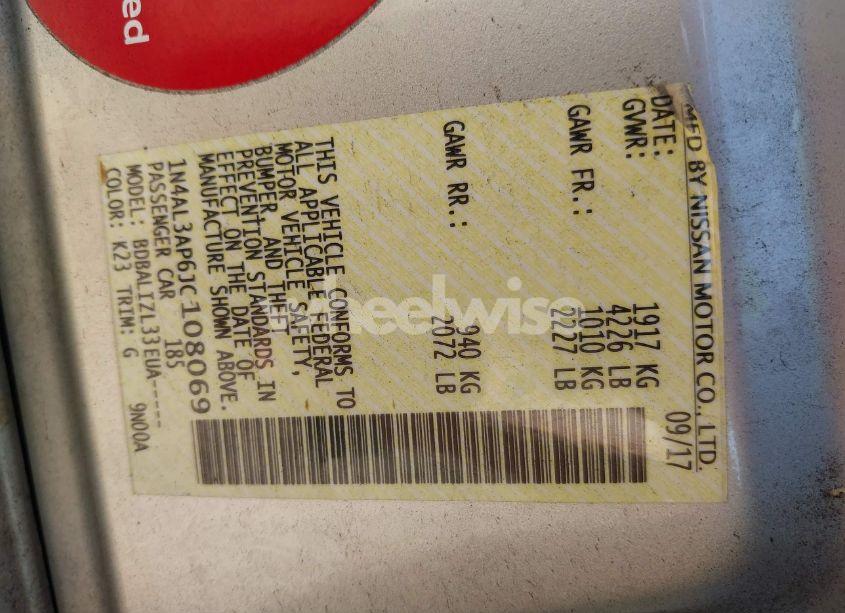 ed
MFD BY NISSAN MOTOR CO., LTD.
DATE: 09/17
GVWR: 1917 KG
4226 LB
GAWR FR.: 1010 KG
2227 LB
GAWR RR.: 940 KG
2072 LB
THIS VEHICLE CONFORMS TO
ALL APPLICABLE FEDERAL
MOTOR VEHICLE SAFETY,
BUMPER, AND THEFT
PREVENTION STANDARDS IN
EFFECT ON THE DATE OF
MANUFACTURE SHOWN ABOVE.
1N4AL3AP6JC108069
PASSENGER CAR 185
MODEL: BDBALIZL33EUA-----
COLOR: K23 TRIM: G 9N00A
wheelwise